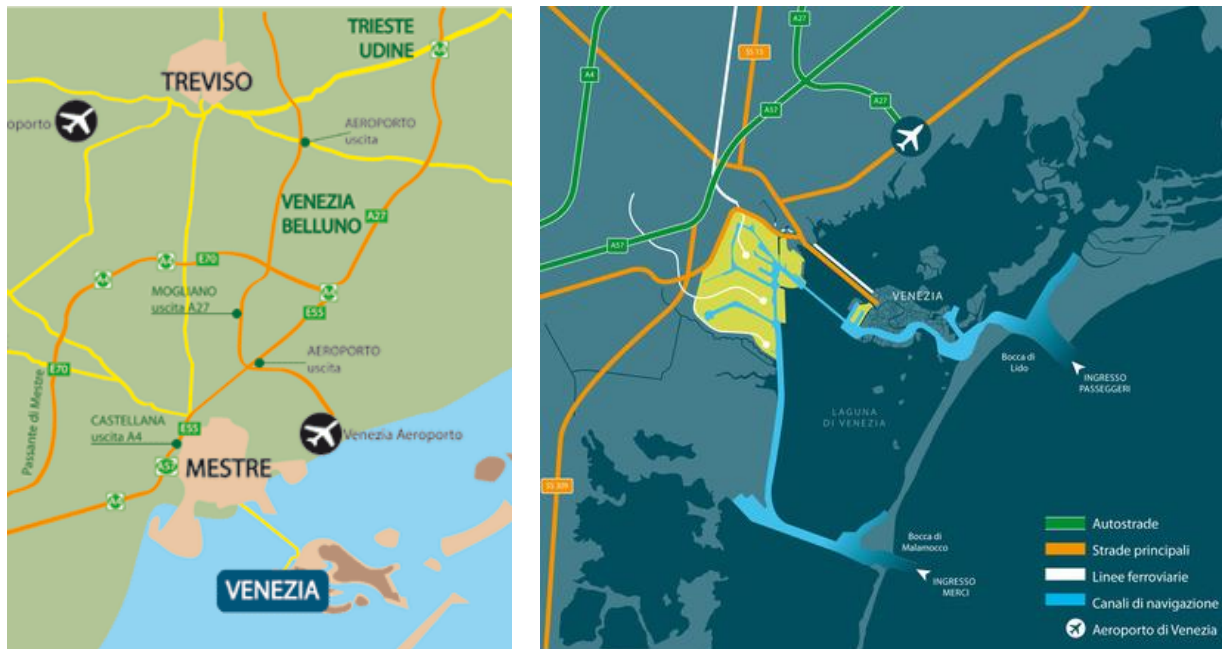 TRIESTE
UDINE
TREVISO
oporto
AEROPORTO
uscita
VENEZIA
BELLUNO
A27
E70
MOGLIANO
uscita A27
E55
AEROPORTO
uscita
E70
Passante di Mestre
CASTELLANA
uscita A4
E55
Venezia Aeroporto
MESTRE
VENEZIA
A4
A27
SS 13
A57
A27
A57
VENEZIA
Bocca di
Lido
INGRESSO
PASSEGGERI
LAGUNA
DI VENEZIA
SS 309
Bocca di
Malamocco
INGRESSO
MERCI
Autostrade
Strade principali
Linee ferroviarie
Canali di navigazione
Aeroporto di Venezia